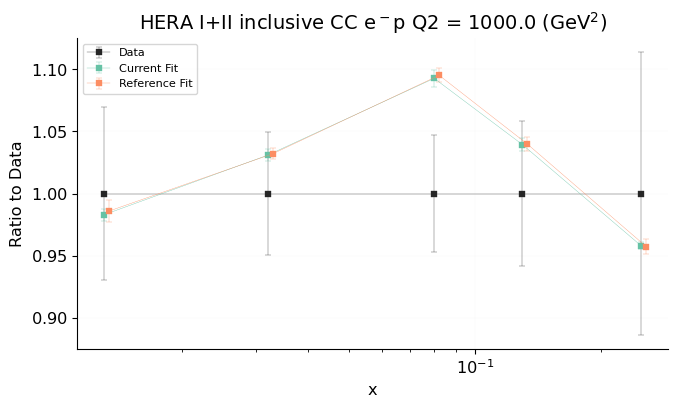 HERA I+II inclusive CC e⁻p Q2 = 1000.0 (GeV²)
Data
Current Fit
Reference Fit
Ratio to Data
1.10
1.05
1.00
0.95
0.90
10⁻¹
x